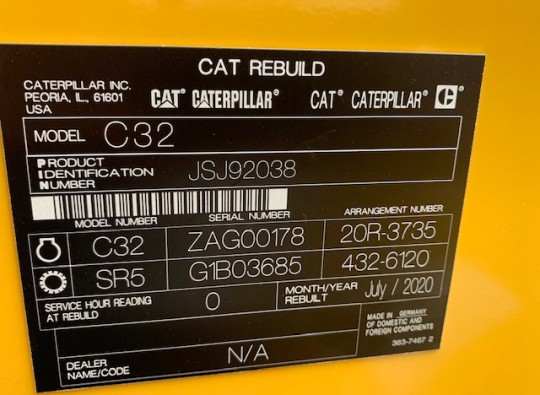 CAT REBUILD
CATERPILLAR INC.
PEORIA, IL, 61601
USA
CAT® CATERPILLAR® CAT® CATERPILLAR® C
MODEL C32
PRODUCT
IDENTIFICATION
NUMBER
JSJ92038
MODEL NUMBER SERIAL NUMBER ARRANGEMENT NUMBER
C32 ZAG00178 20R-3735
SR5 G1B03685 432-6120
SERVICE HOUR READING
AT REBUILD
0
MONTH/YEAR
REBUILT
July / 2020
MADE IN GERMANY
OF DOMESTIC AND
FOREIGN COMPONENTS
363-7467 2
DEALER
NAME/CODE
N/A